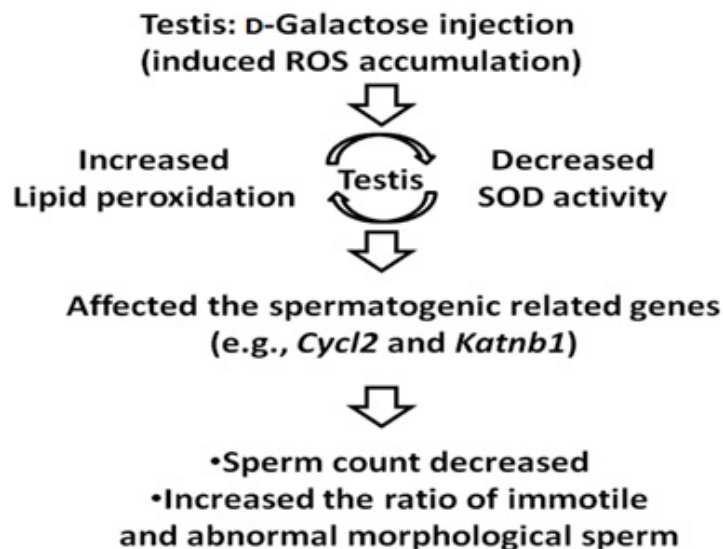 Testis: D-Galactose injection
(induced ROS accumulation)
Increased
Lipid peroxidation
Testis
Decreased
SOD activity
Affected the spermatogenic related genes
(e.g., Cycl2 and Katnb1)
•Sperm count decreased
•Increased the ratio of immotile
and abnormal morphological sperm